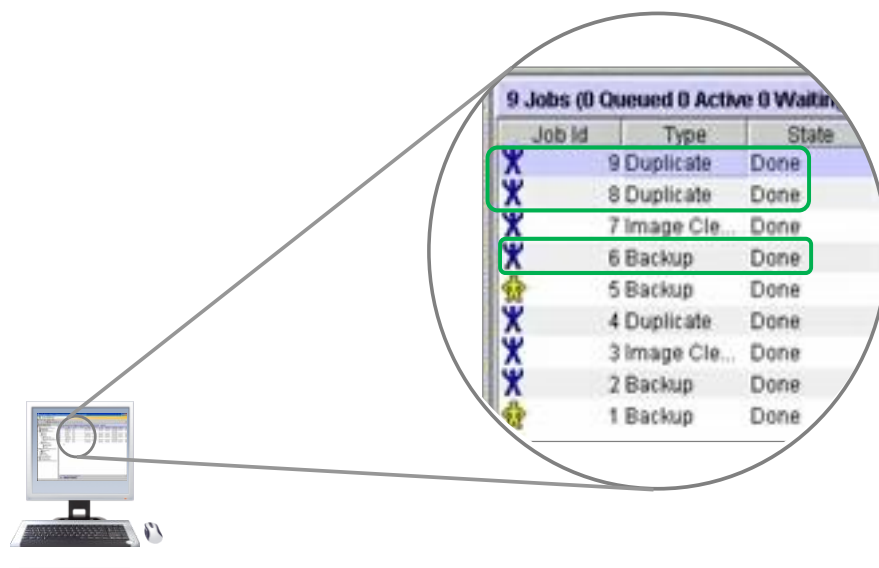 9 Jobs (0 Queued 0 Active 0 Waiting
Job Id Type State
9 Duplicate Done
8 Duplicate Done
7 Image Cle... Done
6 Backup Done
5 Backup Done
4 Duplicate Done
3 Image Cle... Done
2 Backup Done
1 Backup Done